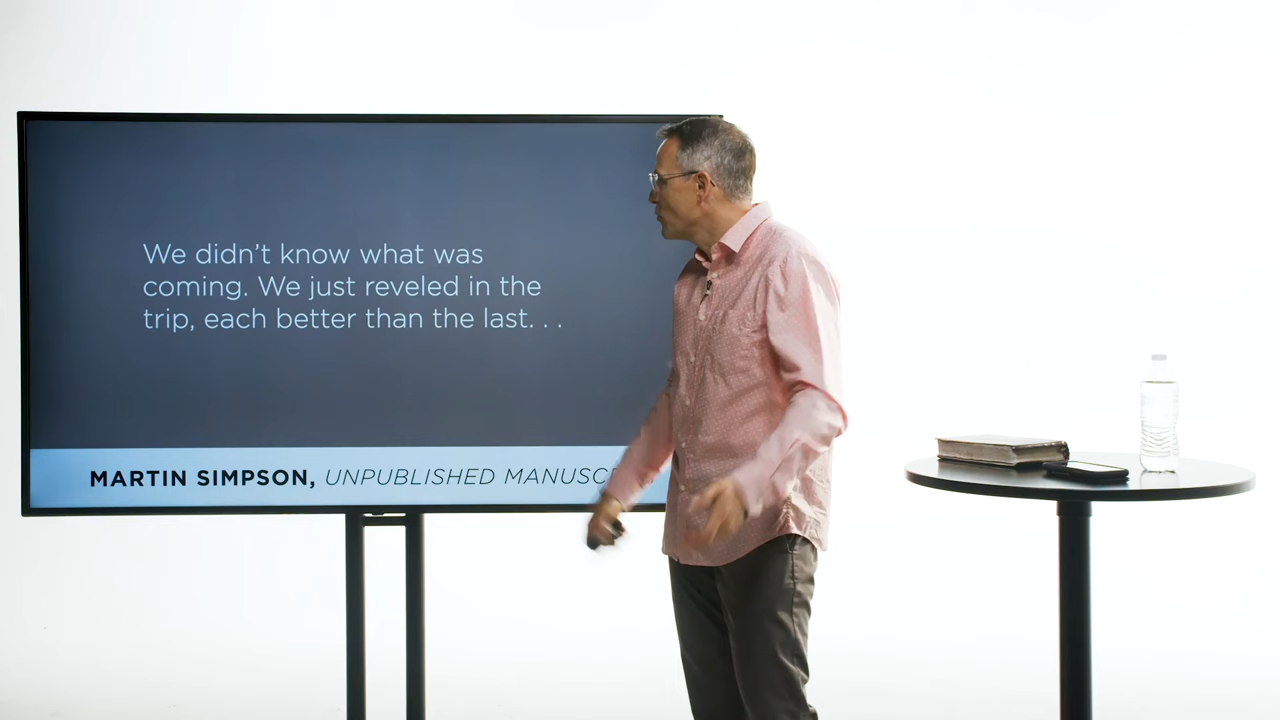 We didn’t know what was
coming. We just reveled in the
trip, each better than the last. . .
MARTIN SIMPSON, UNPUBLISHED